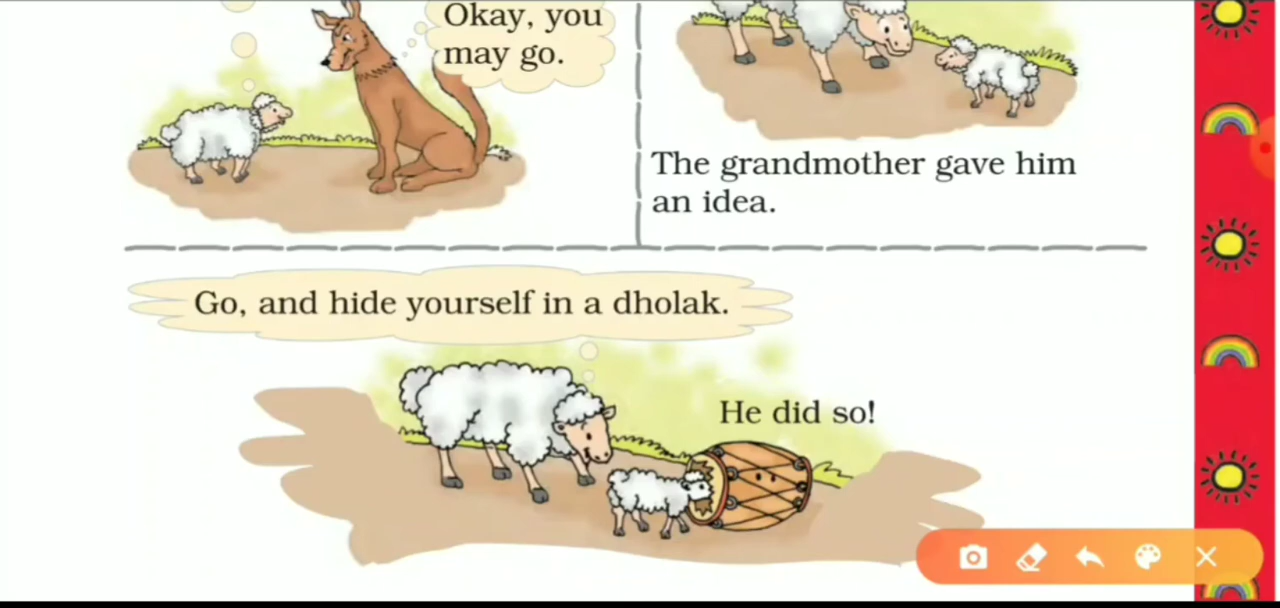 Okay, you
may go.
The grandmother gave him
an idea.
Go, and hide yourself in a dholak.
He did so!